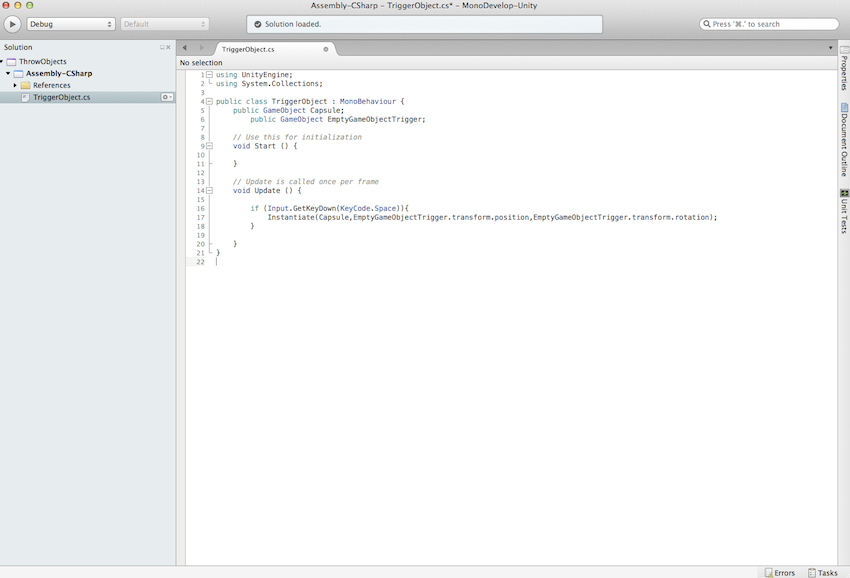 Assembly-CSharp - TriggerObject.cs* - MonoDevelop-Unity
Debug
Default
Solution loaded.
Press '⌘.' to search
Solution
ThrowObjects
Assembly-CSharp
References
TriggerObject.cs
TriggerObject.cs
No selection
1 using UnityEngine;
2 using System.Collections;
3
4 public class TriggerObject : MonoBehaviour {
5 public GameObject Capsule;
6 public GameObject EmptyGameObjectTrigger;
7
8 // Use this for initialization
9 void Start () {
10
11 }
12
13 // Update is called once per frame
14 void Update () {
15
16 if (Input.GetKeyDown(KeyCode.Space)){
17 Instantiate(Capsule,EmptyGameObjectTrigger.transform.position,EmptyGameObjectTrigger.transform.rotation);
18 }
19
20 }
21 }
22
Properties
Document Outline
Unit Tests
Errors
Tasks